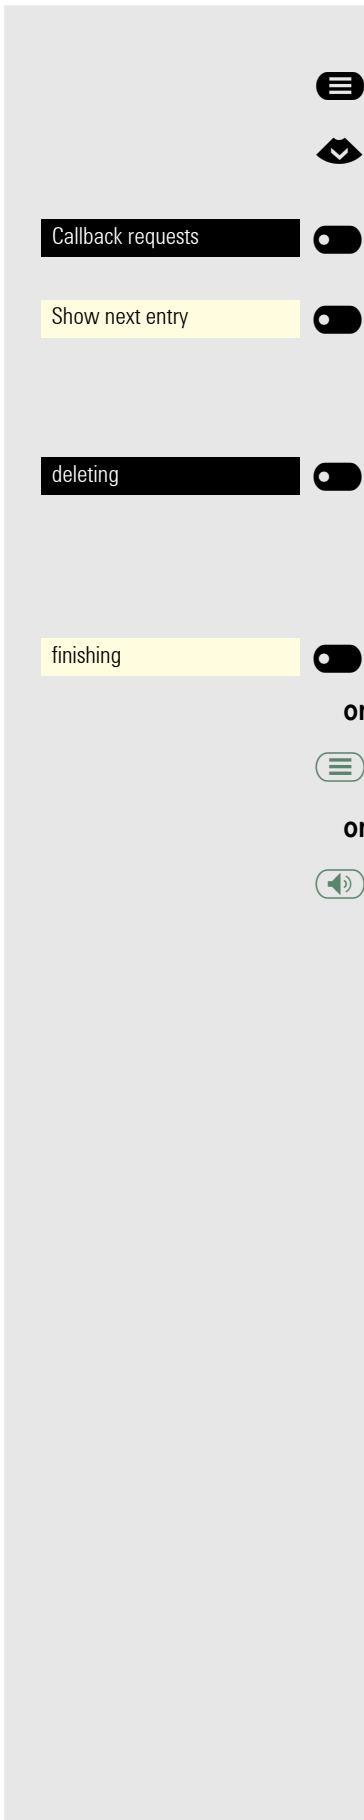 Callback requests
Show next entry
deleting
finishing
or
or